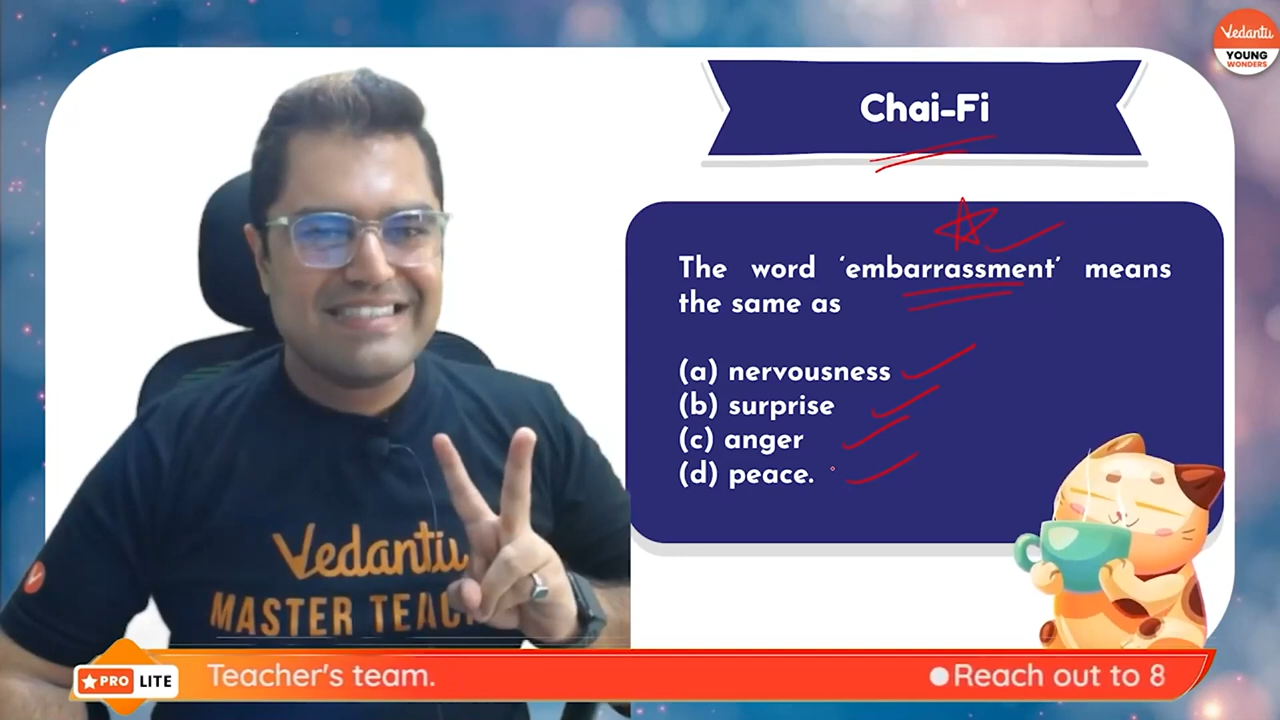 Vedantu
YOUNG
WONDERS
Chai-Fi
The word ‘embarrassment’ means
the same as
(a) nervousness
(b) surprise
(c) anger
(d) peace.
Vedantu
MASTER
PRO LITE
Teacher's team.
Reach out to 8